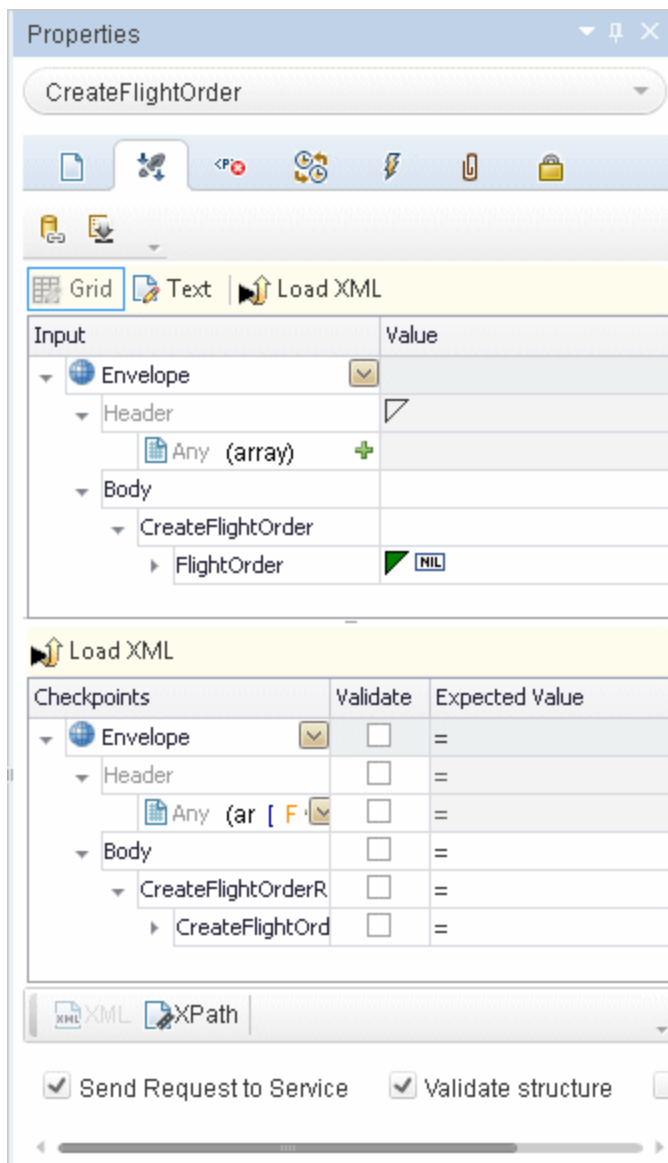 Properties
CreateFlightOrder
<P>
Grid Text Load XML
Input Value
Envelope
Header
Any (array)
Body
CreateFlightOrder
FlightOrder NIL
Load XML
Checkpoints Validate Expected Value
Envelope =
Header =
Any (ar [ F =
Body =
CreateFlightOrderR =
CreateFlightOrd =
XML XML XPath
Send Request to Service Validate structure